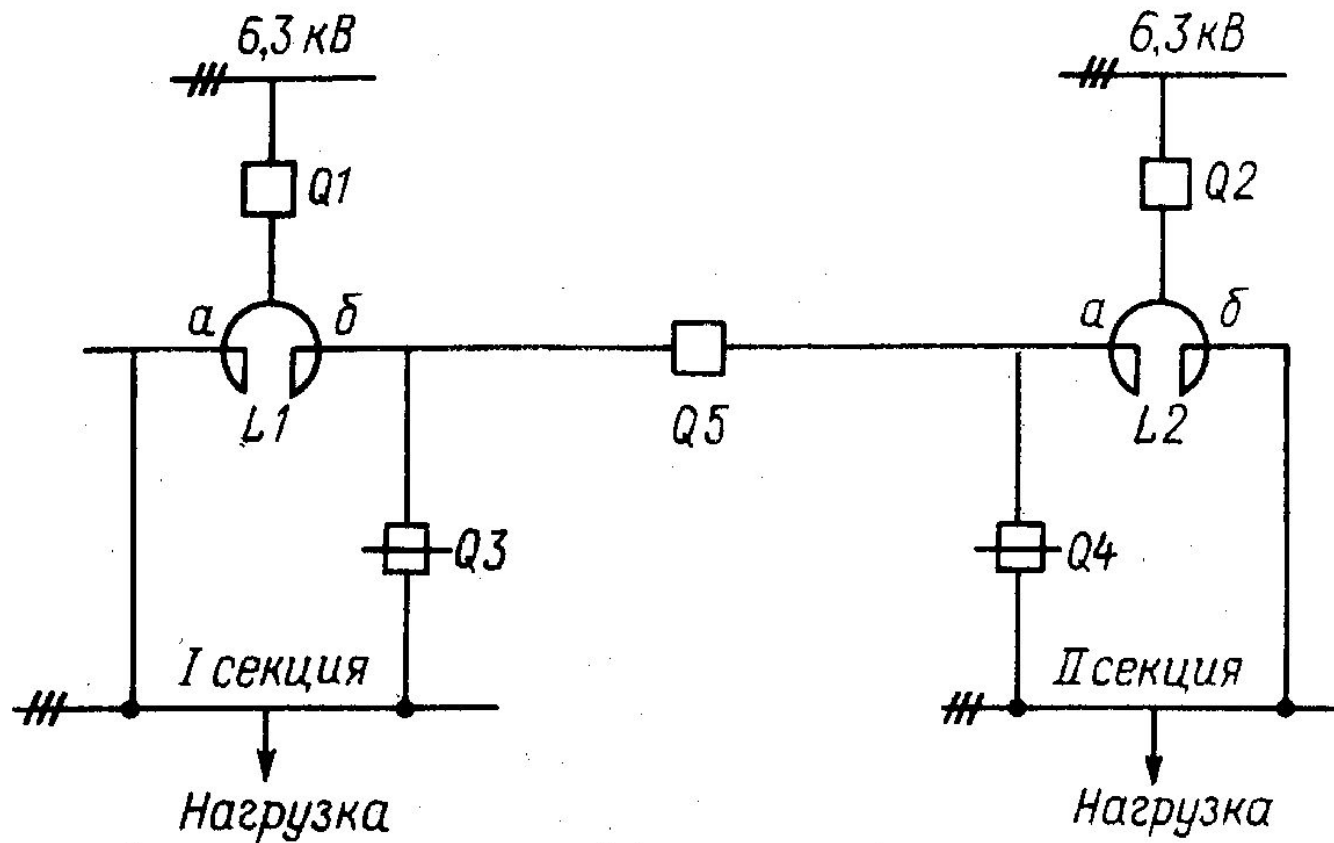 6,3 кВ
6,3 кВ
Q1
Q2
а
б
а
б
L1
Q5
L2
Q3
Q4
I секция
II секция
Нагрузка
Нагрузка